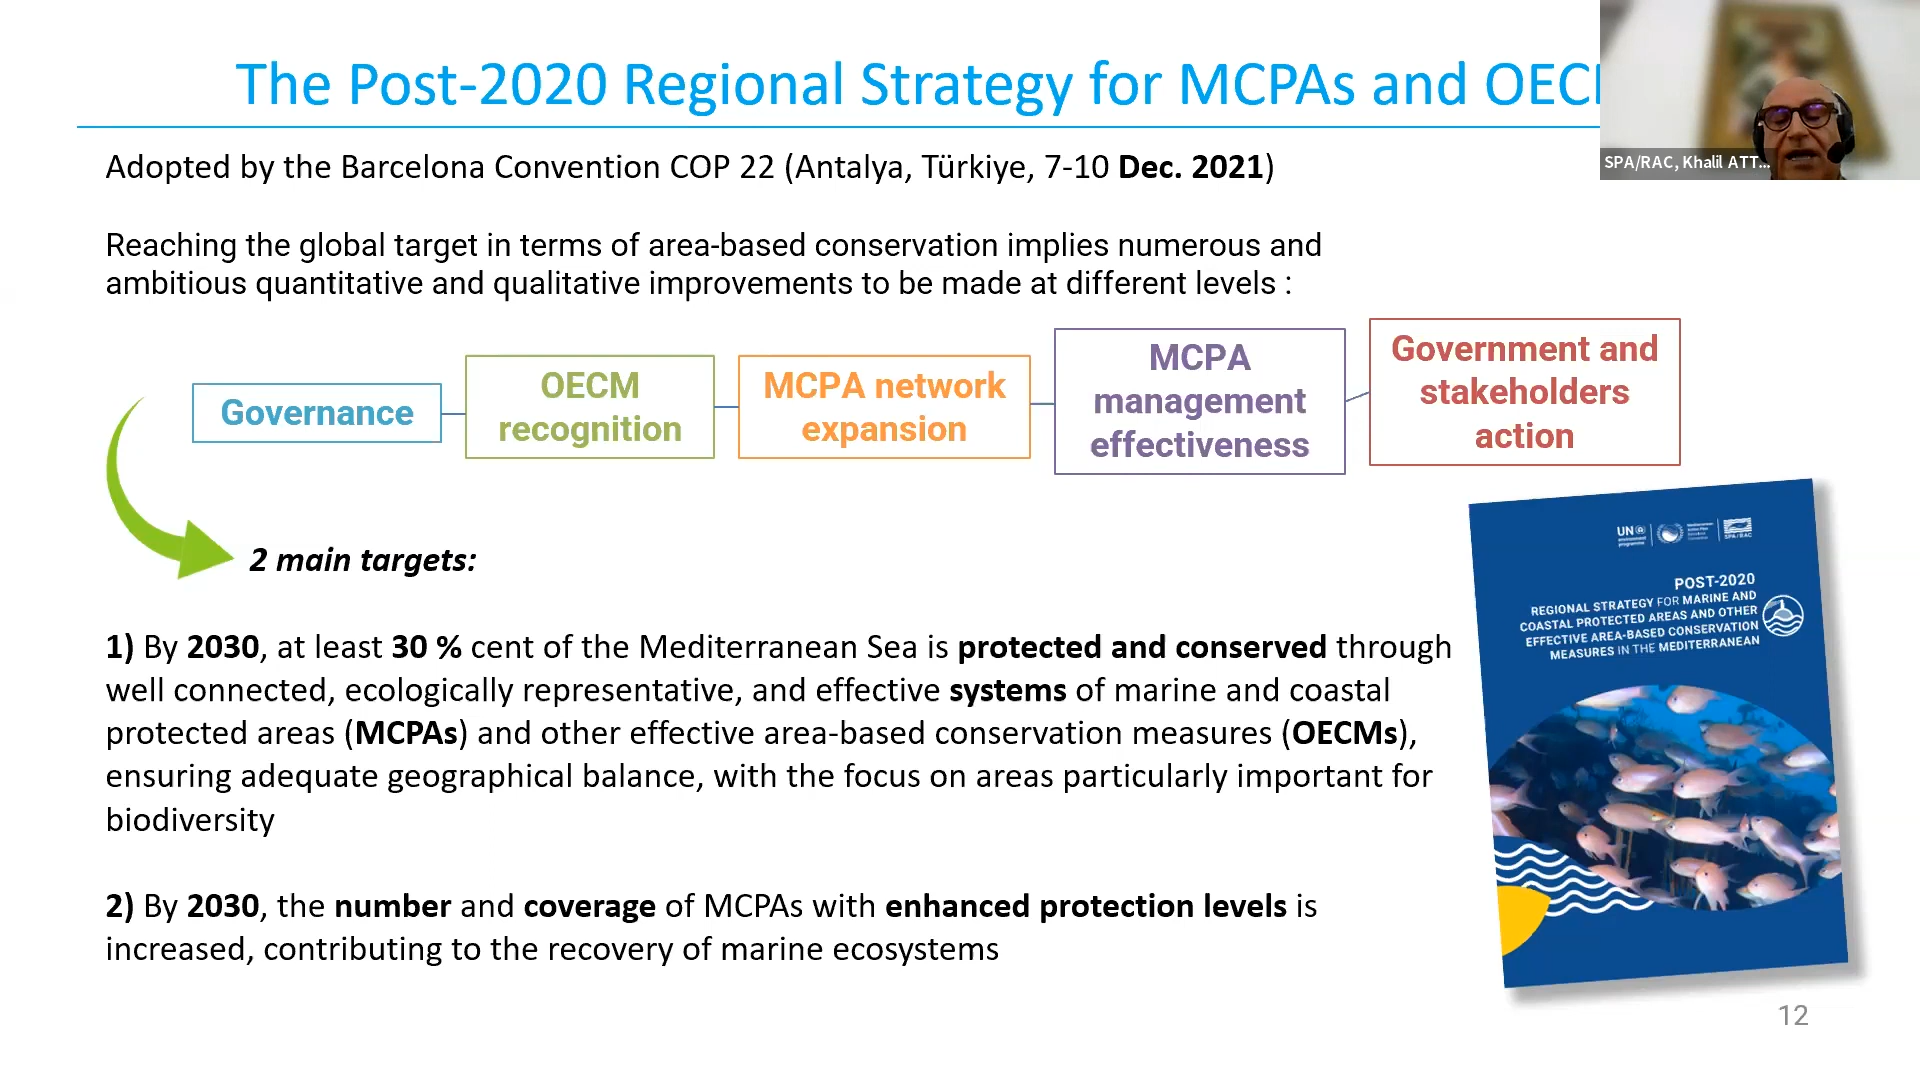 The Post-2020 Regional Strategy for MCPAs and OEC
SPA/RAC, Khalil ATT...
Adopted by the Barcelona Convention COP 22 (Antalya, Türkiye, 7-10 Dec. 2021)
Reaching the global target in terms of area-based conservation implies numerous and
ambitious quantitative and qualitative improvements to be made at different levels :
Governance
OECM
recognition
MCPA network
expansion
MCPA
management
effectiveness
Government and
stakeholders
action
2 main targets:
1) By 2030, at least 30 % cent of the Mediterranean Sea is protected and conserved through
well connected, ecologically representative, and effective systems of marine and coastal
protected areas (MCPAs) and other effective area-based conservation measures (OECMs),
ensuring adequate geographical balance, with the focus on areas particularly important for
biodiversity
2) By 2030, the number and coverage of MCPAs with enhanced protection levels is
increased, contributing to the recovery of marine ecosystems
UN
environment
programme
SPA/RAC
POST-2020
REGIONAL STRATEGY FOR MARINE AND
COASTAL PROTECTED AREAS AND OTHER
EFFECTIVE AREA-BASED CONSERVATION
MEASURES IN THE MEDITERRANEAN
12